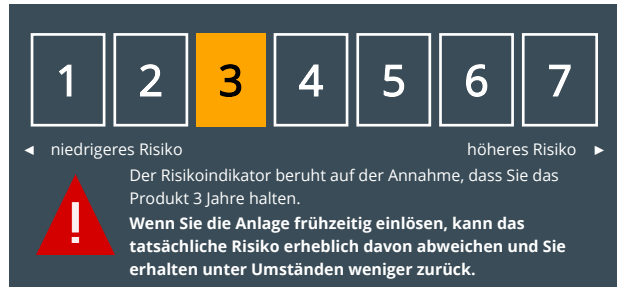 1 2 3 4 5 6 7
◄ niedrigeres Risiko höheres Risiko ►
Der Risikoindikator beruht auf der Annahme, dass Sie das
Produkt 3 Jahre halten.
! Wenn Sie die Anlage frühzeitig einlösen, kann das
tatsächliche Risiko erheblich davon abweichen und Sie
erhalten unter Umständen weniger zurück.